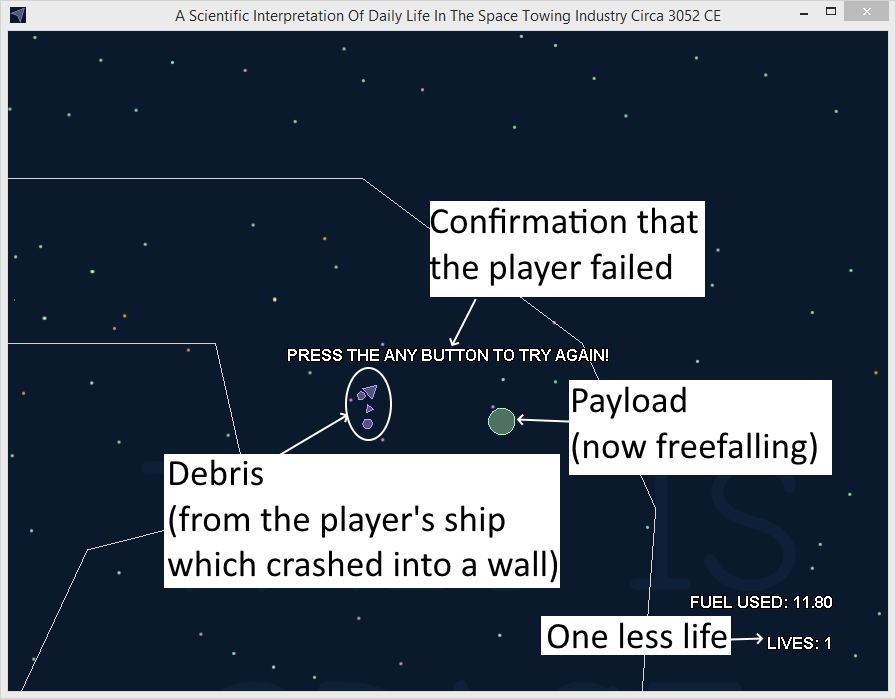 A Scientific Interpretation Of Daily Life In The Space Towing Industry Circa 3052 CE
Confirmation that
the player failed
PRESS THE ANY BUTTON TO TRY AGAIN!
Payload
(now freefalling)
Debris
(from the player's ship
which crashed into a wall)
IS
FUEL USED: 11.80
One less life
LIVES: 1